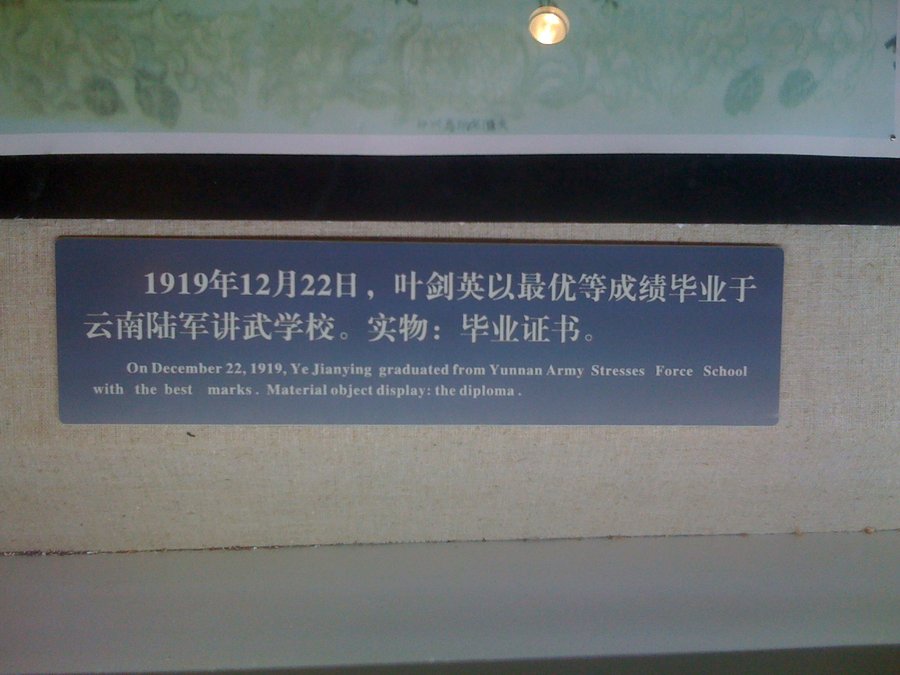 1919年12月22日，叶剑英以最优等成绩毕业于
云南陆军讲武学校。实物：毕业证书。
On December 22, 1919, Ye Jianying graduated from Yunnan Army Stresses Force School
with the best marks. Material object display: the diploma.